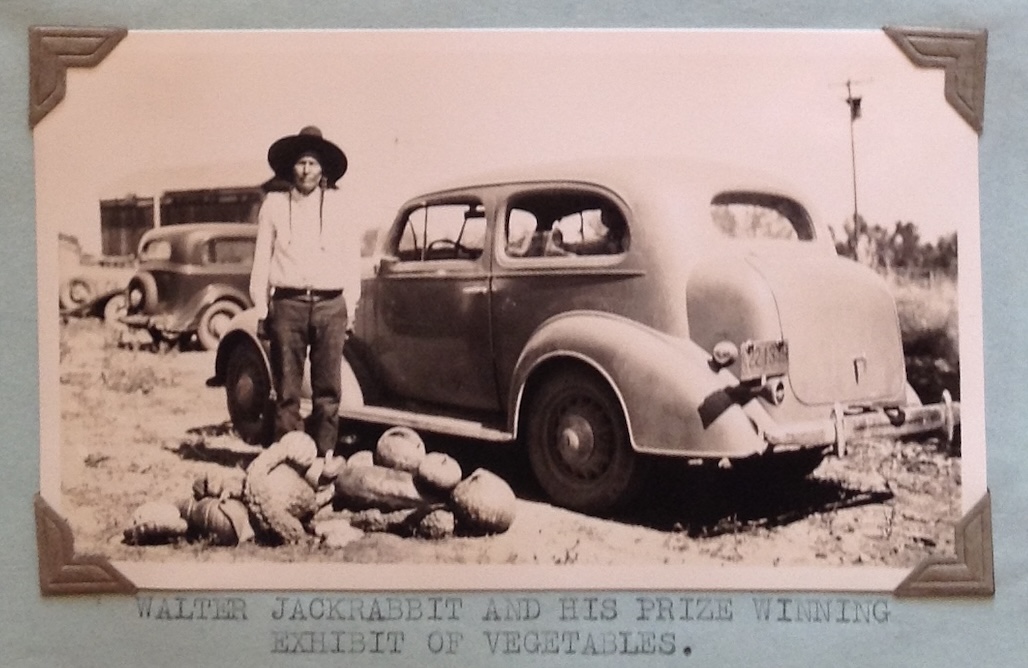 WALTER JACKRABBIT AND HIS PRIZE WINNING
EXHIBIT OF VEGETABLES.